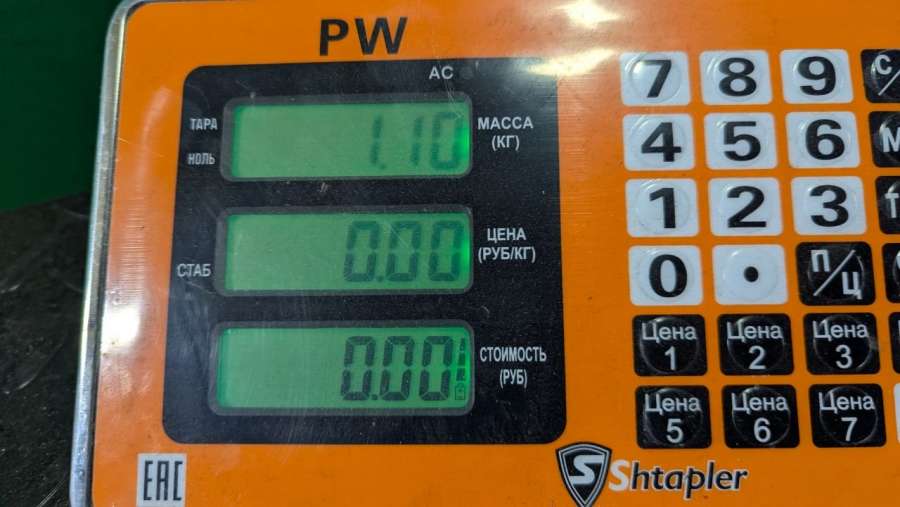 PW
AC
ТАРА
НОЛЬ
1.10
МАССА
(КГ)
СТАБ
0.00
ЦЕНА
(РУБ/КГ)
0.00
СТОИМОСТЬ
(РУБ)
7 8 9
4 5 6
1 2 3
0 . П/Ц
Цена 1 Цена 2 Цена 3
Цена 5 Цена 6 Цена 7
EAC
Shtapler